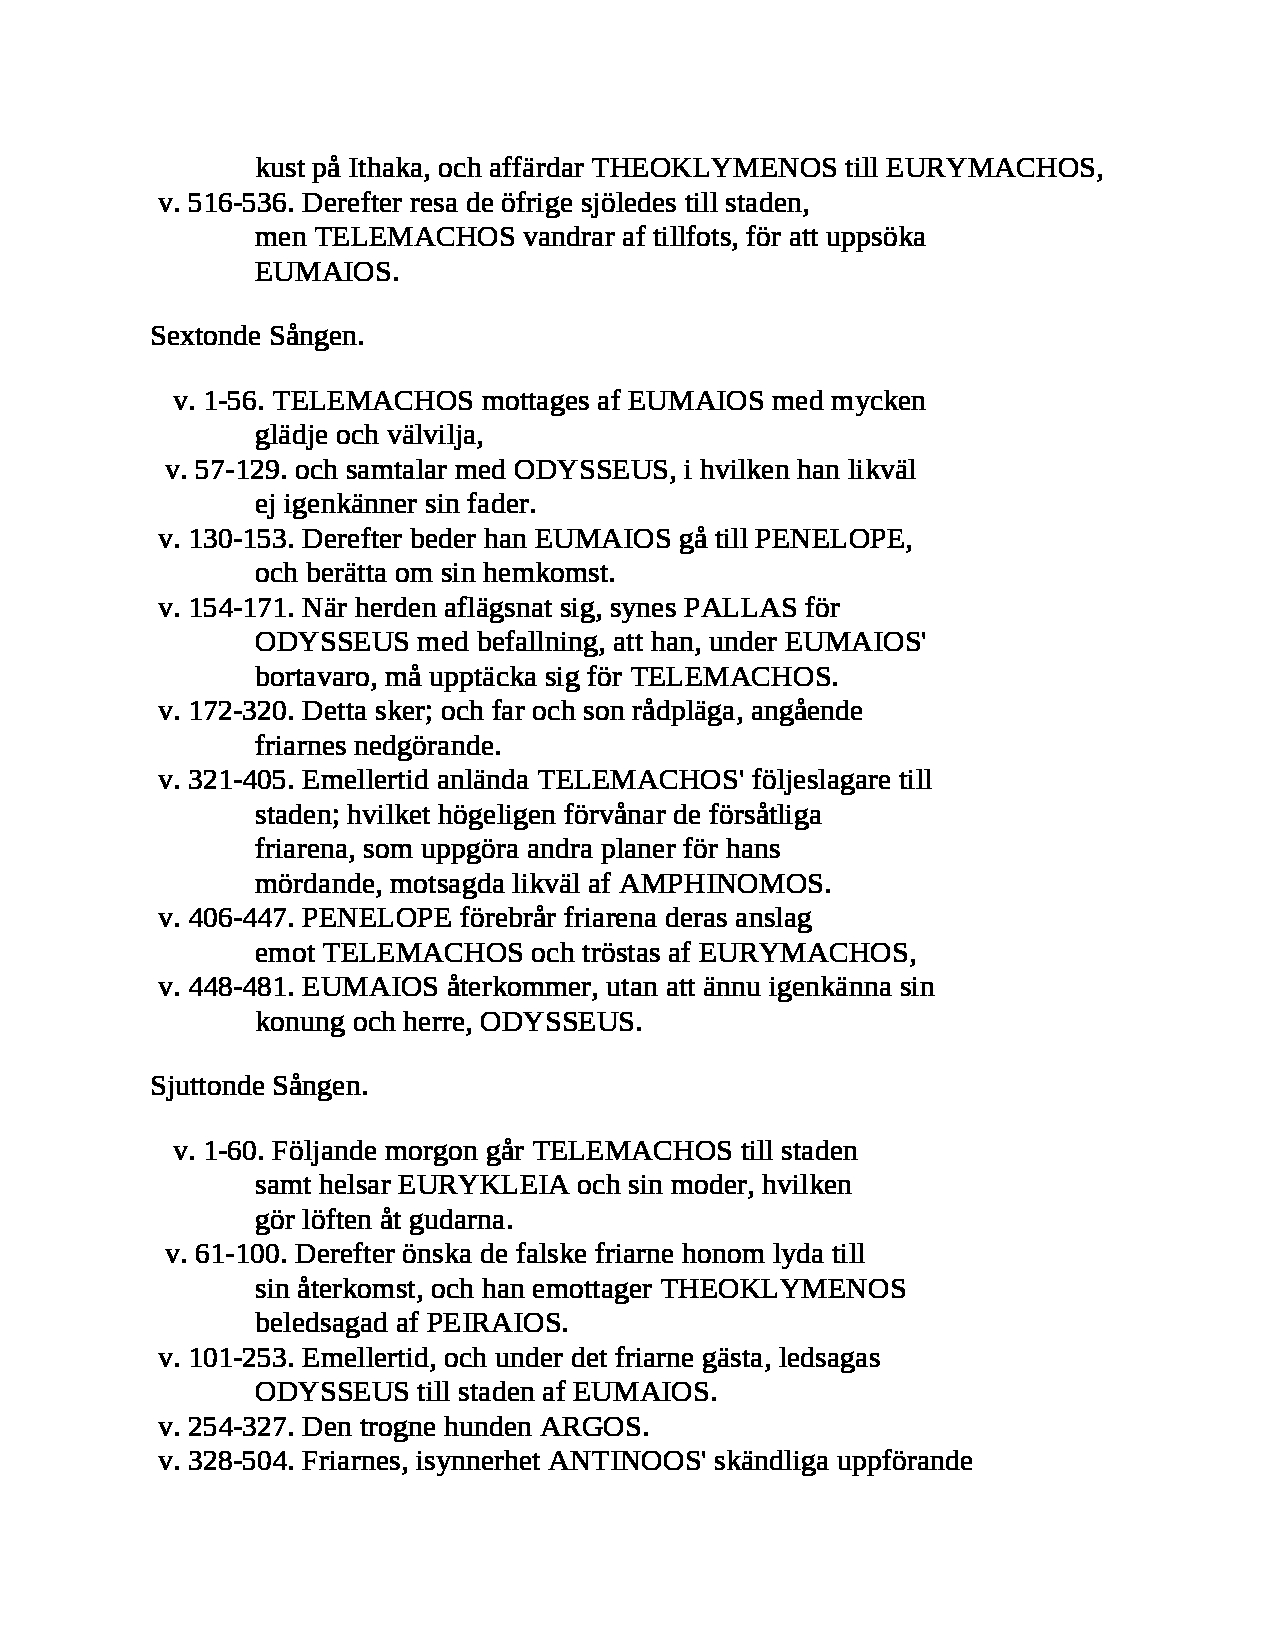 kust på Ithaka, och affärdar THEOKLYMENOS till EURYMACHOS,
v. 516-536. Derefter resa de öfrige sjöledes till staden,
men TELEMACHOS vandrar af tillfots, för att uppsöka
EUMAIOS.
Sextonde Sången.
v. 1-56. TELEMACHOS mottages af EUMAIOS med mycken
glädje och välvilja,
v. 57-129. och samtalar med ODYSSEUS, i hvilken han likväl
ej igenkänner sin fader.
v. 130-153. Derefter beder han EUMAIOS gå till PENELOPE,
och berätta om sin hemkomst.
v. 154-171. När herden aflägsnat sig, synes PALLAS för
ODYSSEUS med befallning, att han, under EUMAIOS'
bortavaro, må upptäcka sig för TELEMACHOS.
v. 172-320. Detta sker; och far och son rådpläga, angående
friarnes nedgörande.
v. 321-405. Emellertid anlända TELEMACHOS' följeslagare till
staden; hvilket högeligen förvånar de försåtliga
friarena, som uppgöra andra planer för hans
mördande, motsagda likväl af AMPHINOMOS.
v. 406-447. PENELOPE förebrår friarena deras anslag
emot TELEMACHOS och tröstas af EURYMACHOS,
v. 448-481. EUMAIOS återkommer, utan att ännu igenkänna sin
konung och herre, ODYSSEUS.
Sjuttonde Sången.
v. 1-60. Följande morgon går TELEMACHOS till staden
samt helsar EURYKLEIA och sin moder, hvilken
gör löften åt gudarna.
v. 61-100. Derefter önska de falske friarne honom lyda till
sin återkomst, och han emottager THEOKLYMENOS
beledsagad af PEIRAIOS.
v. 101-253. Emellertid, och under det friarne gästa, ledsagas
ODYSSEUS till staden af EUMAIOS.
v. 254-327. Den trogne hunden ARGOS.
v. 328-504. Friarnes, isynnerhet ANTINOOS' skändliga uppförande